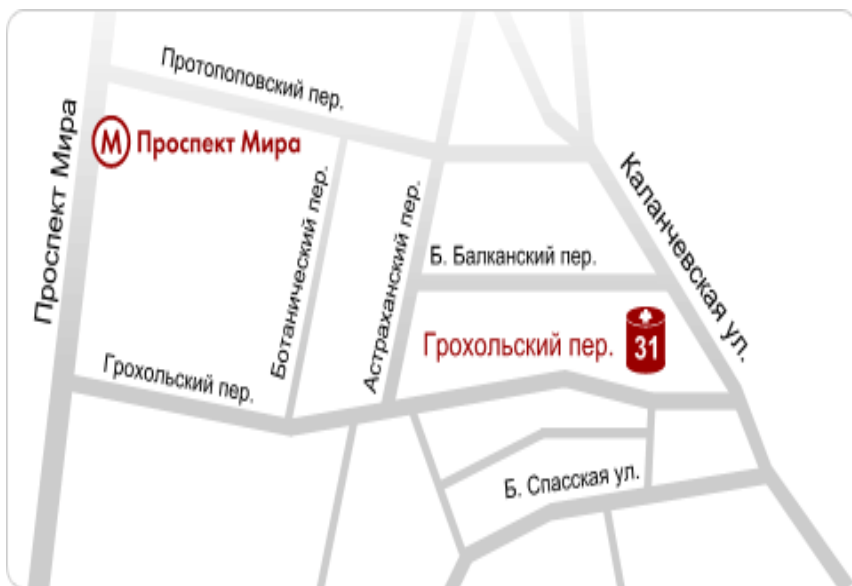 Протопоповский пер.
М Проспект Мира
Проспект Мира
Каланчевская ул.
Ботанический пер.
Астраханский пер.
Б. Балканский пер.
Грохольский пер. 31
Грохольский пер.
Б. Спасская ул.